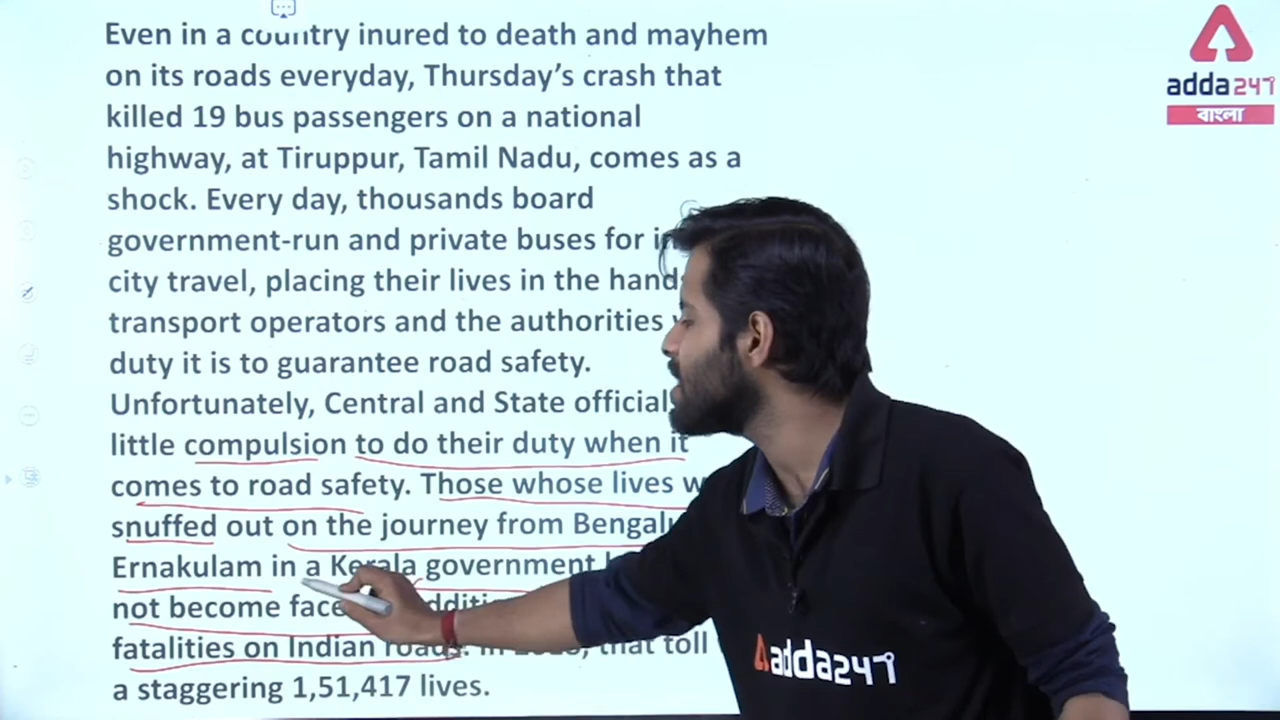 Even in a country inured to death and mayhem
on its roads everyday, Thursday's crash that
killed 19 bus passengers on a national
highway, at Tiruppur, Tamil Nadu, comes as a
shock. Every day, thousands board
government-run and private buses for
city travel, placing their lives in the
transport operators and the authorities
duty it is to guarantee road safety.
Unfortunately, Central and State
little compulsion to do their duty when it
comes to road safety. Those whose lives
snuffed out on the journey from
Ernakulam in a Kerala government
not become
fatalities on Indian roads. that toll
a staggering 1,51,417 lives.
adda247
বাংলা
adda247